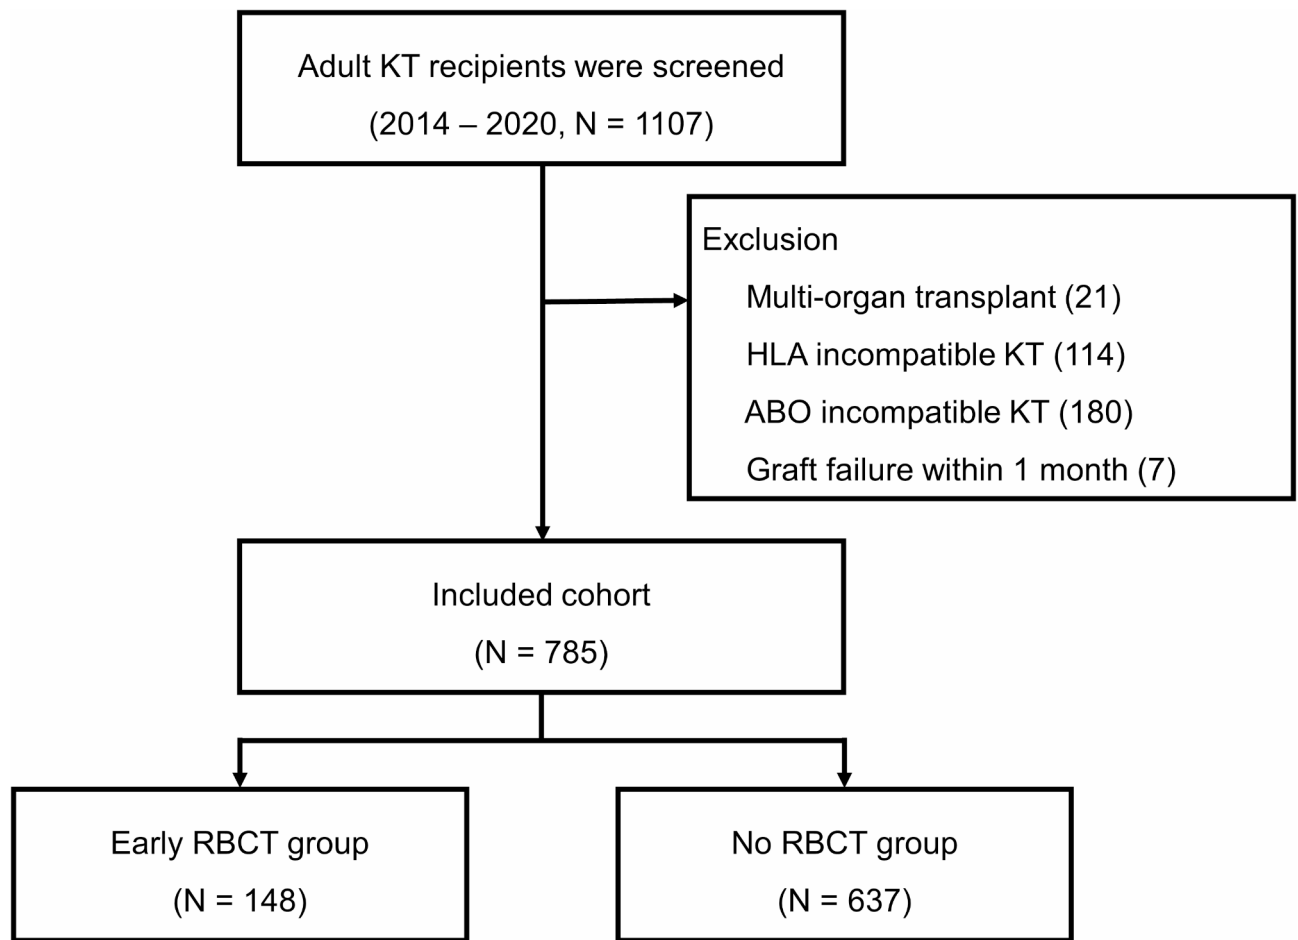 Adult KT recipients were screened
(2014 – 2020, N = 1107)
Exclusion
Multi-organ transplant (21)
HLA incompatible KT (114)
ABO incompatible KT (180)
Graft failure within 1 month (7)
Included cohort
(N = 785)
Early RBCT group
(N = 148)
No RBCT group
(N = 637)